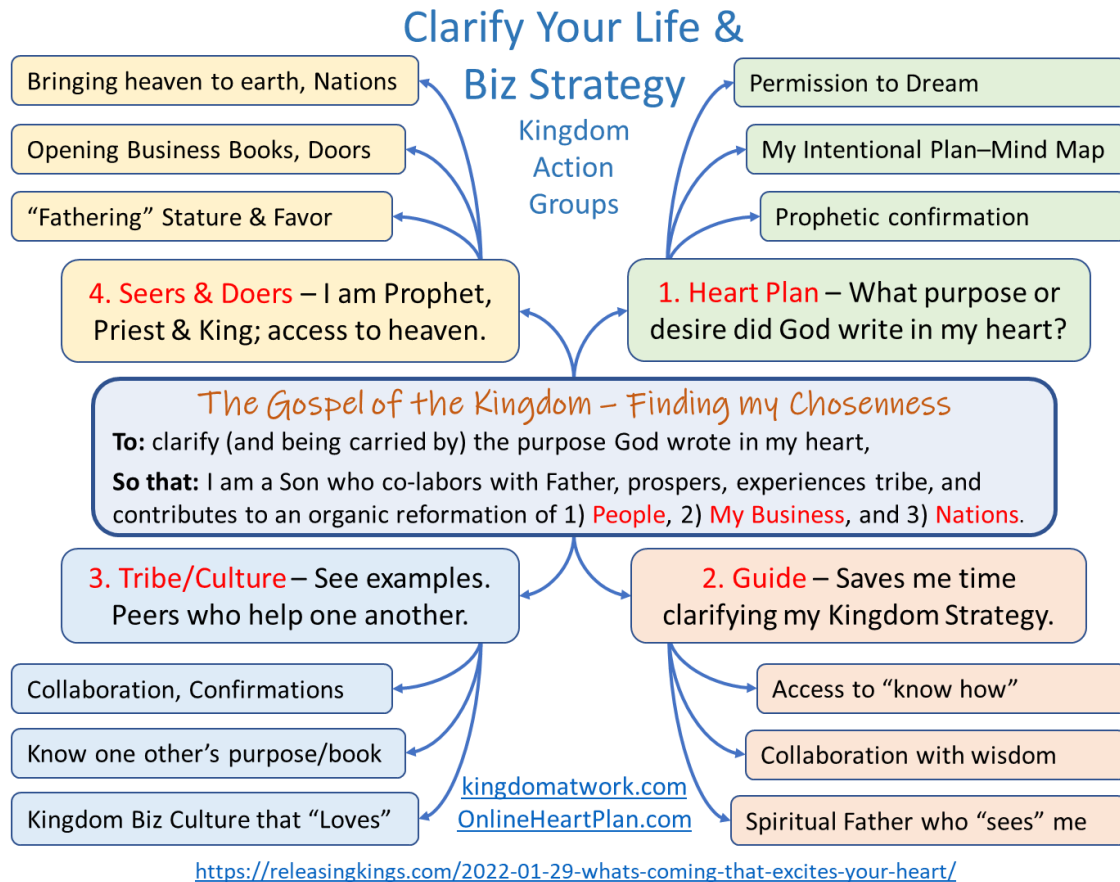 Clarify Your Life &
Biz Strategy
Kingdom
Action
Groups
Bringing heaven to earth, Nations
Opening Business Books, Doors
“Fathering” Stature & Favor
4. Seers & Doers – I am Prophet,
Priest & King; access to heaven.
Permission to Dream
My Intentional Plan–Mind Map
Prophetic confirmation
1. Heart Plan – What purpose or
desire did God write in my heart?
The Gospel of the Kingdom – Finding my Chosenness
To: clarify (and being carried by) the purpose God wrote in my heart,
So that: I am a Son who co-labors with Father, prospers, experiences tribe, and
contributes to an organic reformation of 1) People, 2) My Business, and 3) Nations.
3. Tribe/Culture – See examples.
Peers who help one another.
Collaboration, Confirmations
Know one other’s purpose/book
Kingdom Biz Culture that “Loves”
2. Guide – Saves me time
clarifying my Kingdom Strategy.
Access to “know how”
Collaboration with wisdom
Spiritual Father who “sees” me
kingdomatwork.com
OnlineHeartPlan.com
https://releasingkings.com/2022-01-29-whats-coming-that-excites-your-heart/